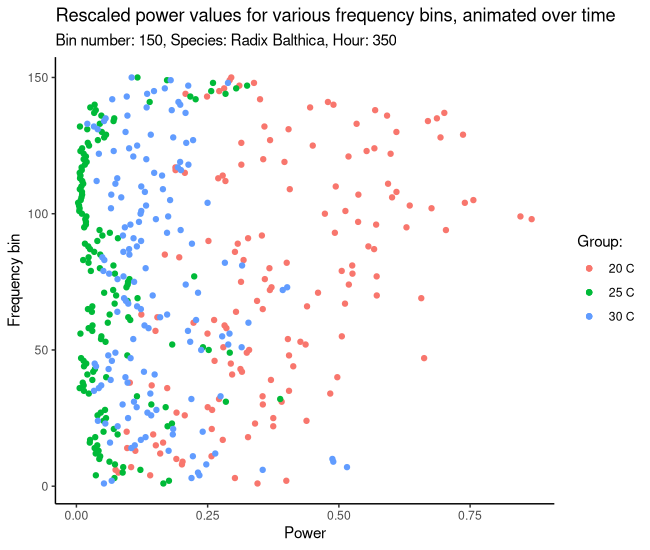 Rescaled power values for various frequency bins, animated over time
Bin number: 150, Species: Radix Balthica, Hour: 350
150
100
50
0
Frequency bin
0.00
0.25
0.50
0.75
Power
Group:
20 C
25 C
30 C